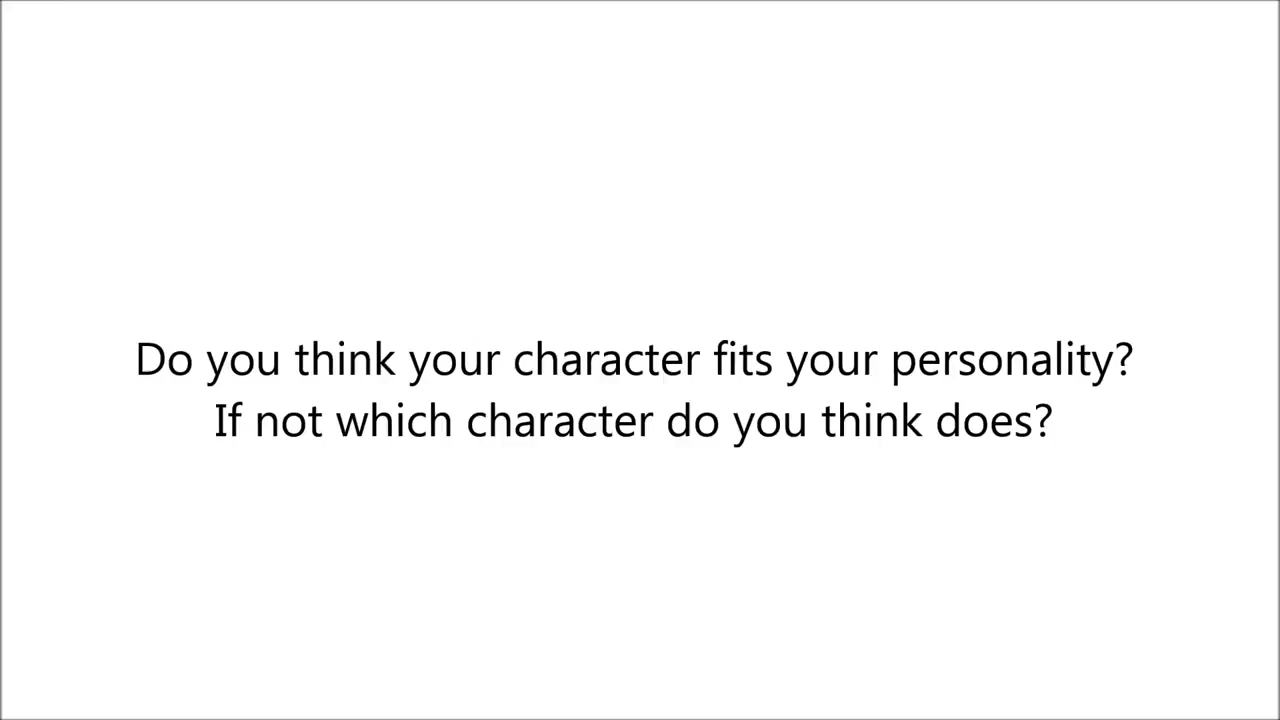 Do you think your character fits your personality?
If not which character do you think does?